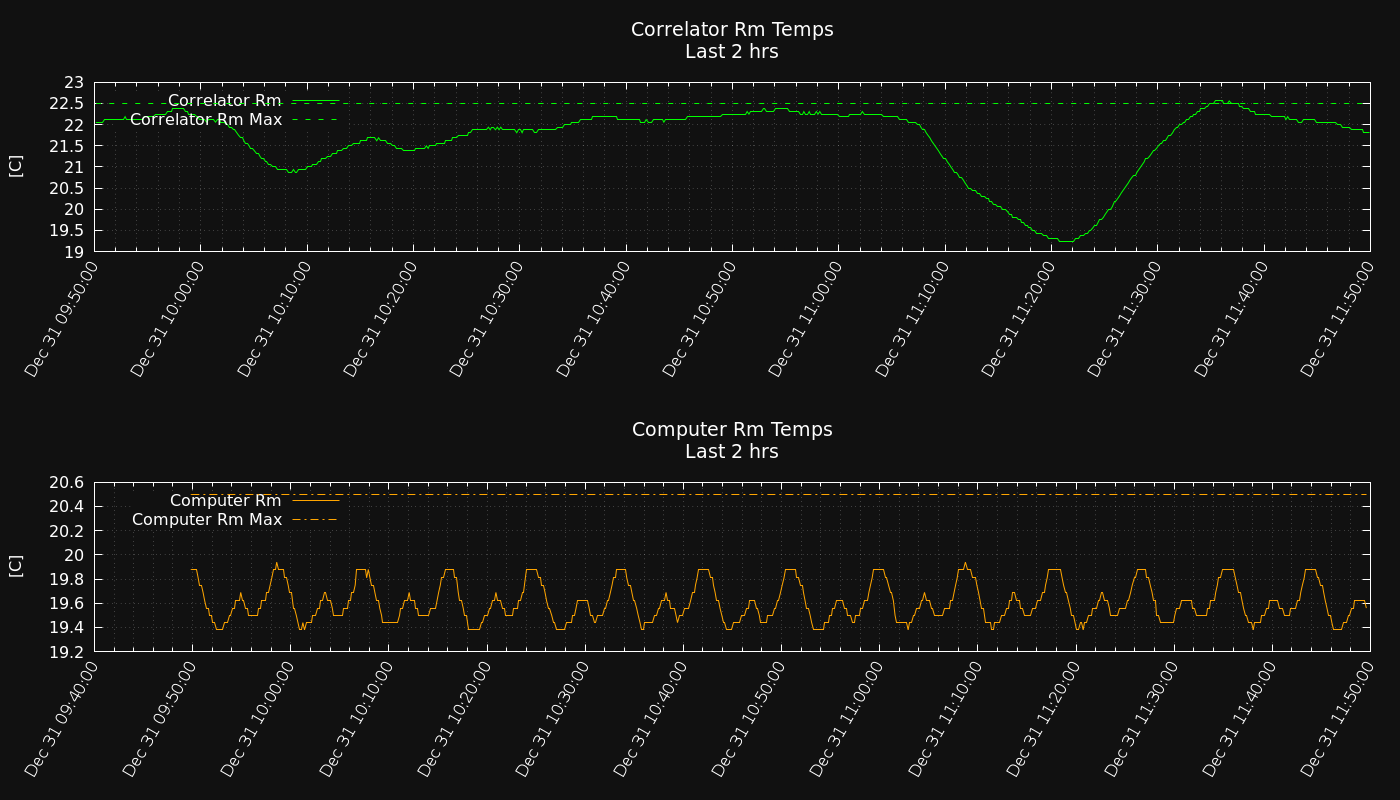 Correlator Rm Temps
Last 2 hrs
23
22.5
22
21.5
21
20.5
20
19.5
19
[C]
Correlator Rm
Correlator Rm Max
Dec 31 09:50:00
Dec 31 10:00:00
Dec 31 10:10:00
Dec 31 10:20:00
Dec 31 10:30:00
Dec 31 10:40:00
Dec 31 10:50:00
Dec 31 11:00:00
Dec 31 11:10:00
Dec 31 11:20:00
Dec 31 11:30:00
Dec 31 11:40:00
Dec 31 11:50:00
Computer Rm Temps
Last 2 hrs
20.6
20.4
20.2
20
19.8
19.6
19.4
19.2
[C]
Computer Rm
Computer Rm Max
Dec 31 09:40:00
Dec 31 09:50:00
Dec 31 10:00:00
Dec 31 10:10:00
Dec 31 10:20:00
Dec 31 10:30:00
Dec 31 10:40:00
Dec 31 10:50:00
Dec 31 11:00:00
Dec 31 11:10:00
Dec 31 11:20:00
Dec 31 11:30:00
Dec 31 11:40:00
Dec 31 11:50:00